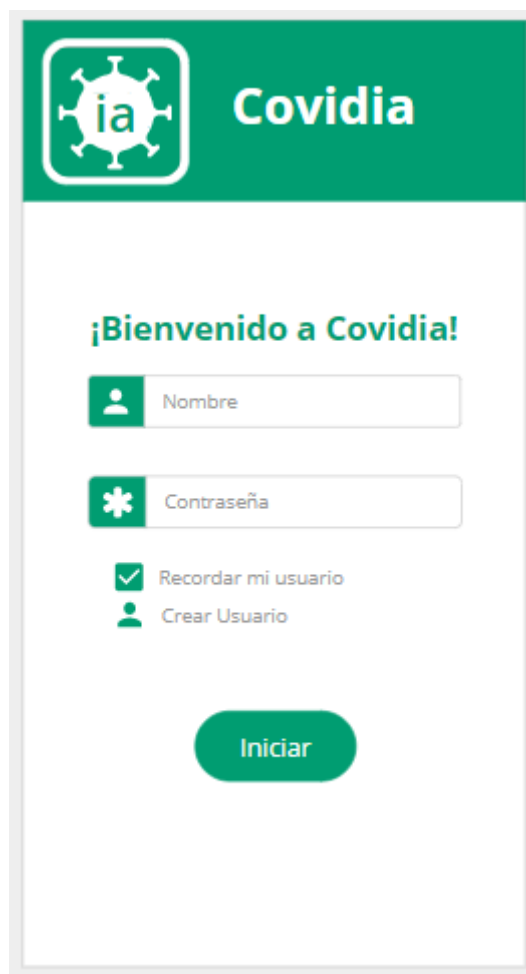 ia
Covidia
¡Bienvenido a Covidia!
Nombre
Contraseña
Recordar mi usuario
Crear Usuario
Iniciar